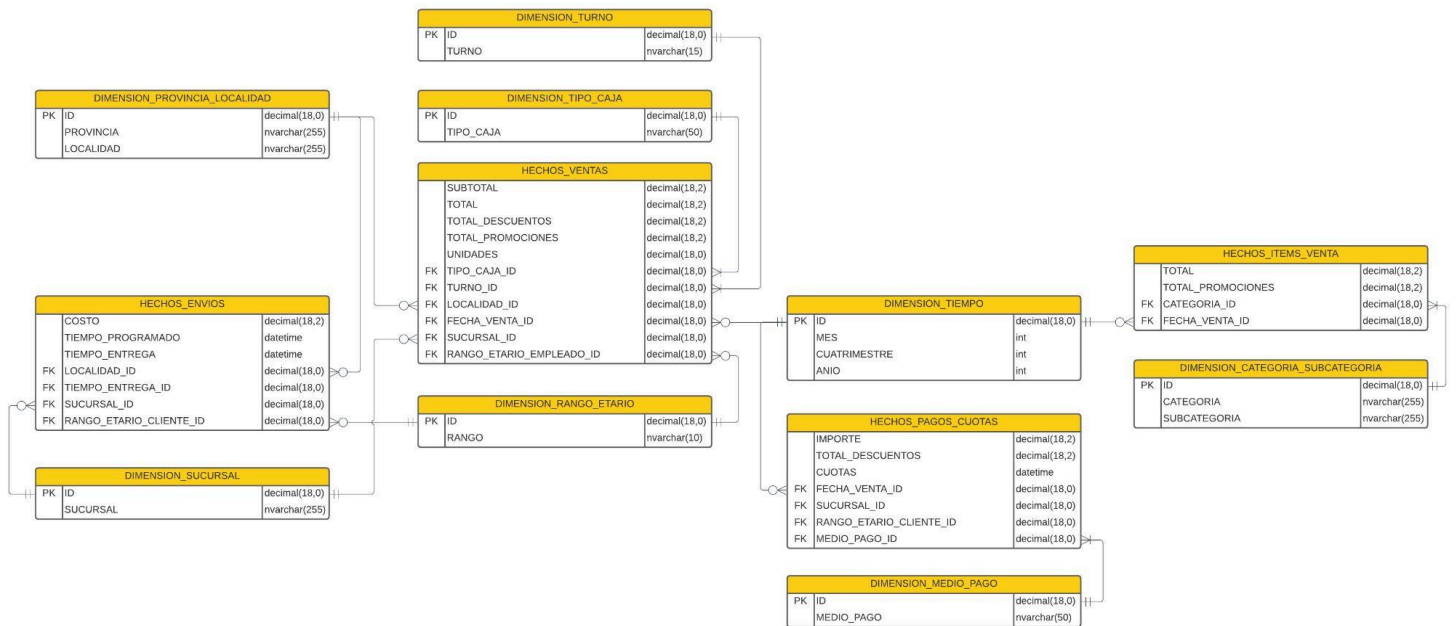 DIMENSION_TURNO
PK ID decimal(18,0)
TURNO nvarchar(15)
DIMENSION_PROVINCIA_LOCALIDAD
PK ID decimal(18,0)
PROVINCIA nvarchar(255)
LOCALIDAD nvarchar(255)
DIMENSION_TIPO_CAJA
PK ID decimal(18,0)
TIPO_CAJA nvarchar(50)
HECHOS_VENTAS
SUBTOTAL decimal(18,2)
TOTAL decimal(18,2)
TOTAL_DESCUENTOS decimal(18,2)
TOTAL_PROMOCIONES decimal(18,2)
UNIDADES decimal(18,0)
FK TIPO_CAJA_ID decimal(18,0)
FK TURNO_ID decimal(18,0)
FK LOCALIDAD_ID decimal(18,0)
FK FECHA_VENTA_ID decimal(18,0)
FK SUCURSAL_ID decimal(18,0)
FK RANGO_ETARIO_EMPLEADO_ID decimal(18,0)
HECHOS_ENVIOS
COSTO decimal(18,2)
TIEMPO_PROGRAMADO datetime
TIEMPO_ENTREGA datetime
FK LOCALIDAD_ID decimal(18,0)
FK TIEMPO_ENTREGA_ID decimal(18,0)
FK SUCURSAL_ID decimal(18,0)
FK RANGO_ETARIO_CLIENTE_ID decimal(18,0)
DIMENSION_TIEMPO
PK ID decimal(18,0)
MES int
CUATRIMESTRE int
ANIO int
HECHOS_ITEMS_VENTA
TOTAL decimal(18,2)
TOTAL_PROMOCIONES decimal(18,2)
FK CATEGORIA_ID decimal(18,0)
FK FECHA_VENTA_ID decimal(18,0)
DIMENSION_CATEGORIA_SUBCATEGORIA
PK ID decimal(18,0)
CATEGORIA nvarchar(255)
SUBCATEGORIA nvarchar(255)
DIMENSION_RANGO_ETARIO
PK ID decimal(18,0)
RANGO nvarchar(10)
HECHOS_PAGOS_CUOTAS
IMPORTE decimal(18,2)
TOTAL_DESCUENTOS decimal(18,2)
CUOTAS datetime
FK FECHA_VENTA_ID decimal(18,0)
FK SUCURSAL_ID decimal(18,0)
FK RANGO_ETARIO_CLIENTE_ID decimal(18,0)
FK MEDIO_PAGO_ID decimal(18,0)
DIMENSION_SUCURSAL
PK ID decimal(18,0)
SUCURSAL nvarchar(255)
DIMENSION_MEDIO_PAGO
PK ID decimal(18,0)
MEDIO_PAGO nvarchar(50)